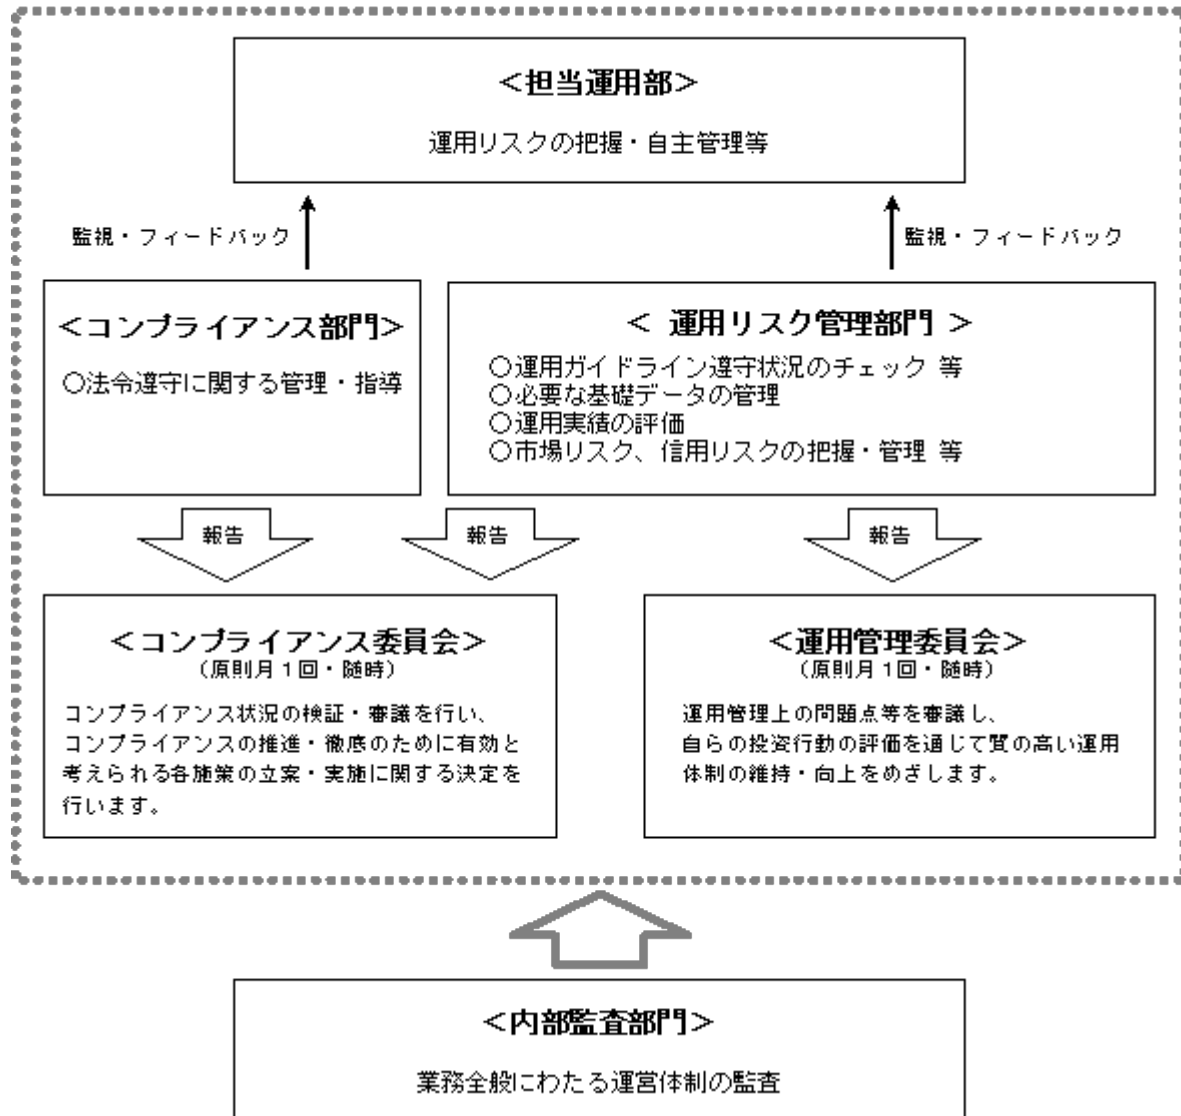 ＜担当運用部＞
運用リスクの把握・自主管理等
監視・フィードバック
監視・フィードバック
＜コンプライアンス部門＞
○法令遵守に関する管理・指導
＜ 運用リスク管理部門 ＞
○運用ガイドライン遵守状況のチェック 等
○必要な基礎データの管理
○運用実績の評価
○市場リスク、信用リスクの把握・管理 等
報告
報告
報告
＜コンプライアンス委員会＞
（原則月１回・随時）
コンプライアンス状況の検証・審議を行い、
コンプライアンスの推進・徹底のために有効と
考えられる各施策の立案・実施に関する決定を
行います。
＜運用管理委員会＞
（原則月１回・随時）
運用管理上の問題点等を審議し、
自らの投資行動の評価を通じて質の高い運用
体制の維持・向上をめざします。
＜内部監査部門＞
業務全般にわたる運営体制の監査